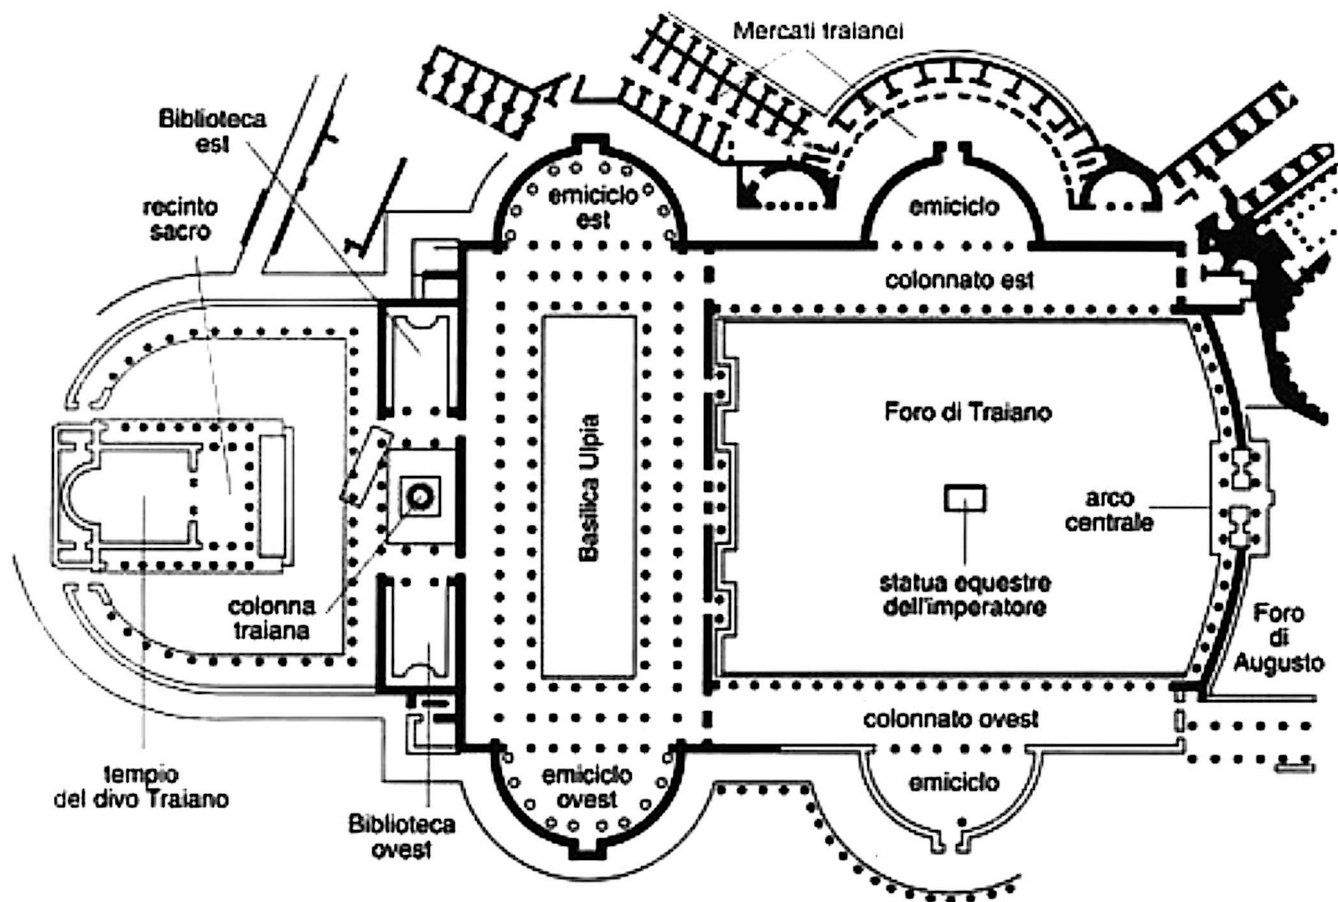 Mercati traianei
Biblioteca
est
recinto
sacro
emiciclo
est
emiciclo
colonnato est
Basilica Ulpia
Foro di Traiano
arco
centrale
statua equestre
dell'imperatore
colonna
traiana
Foro
di
Augusto
colonnato ovest
tempio
del divo Traiano
emiciclo
ovest
emiciclo
Biblioteca
ovest